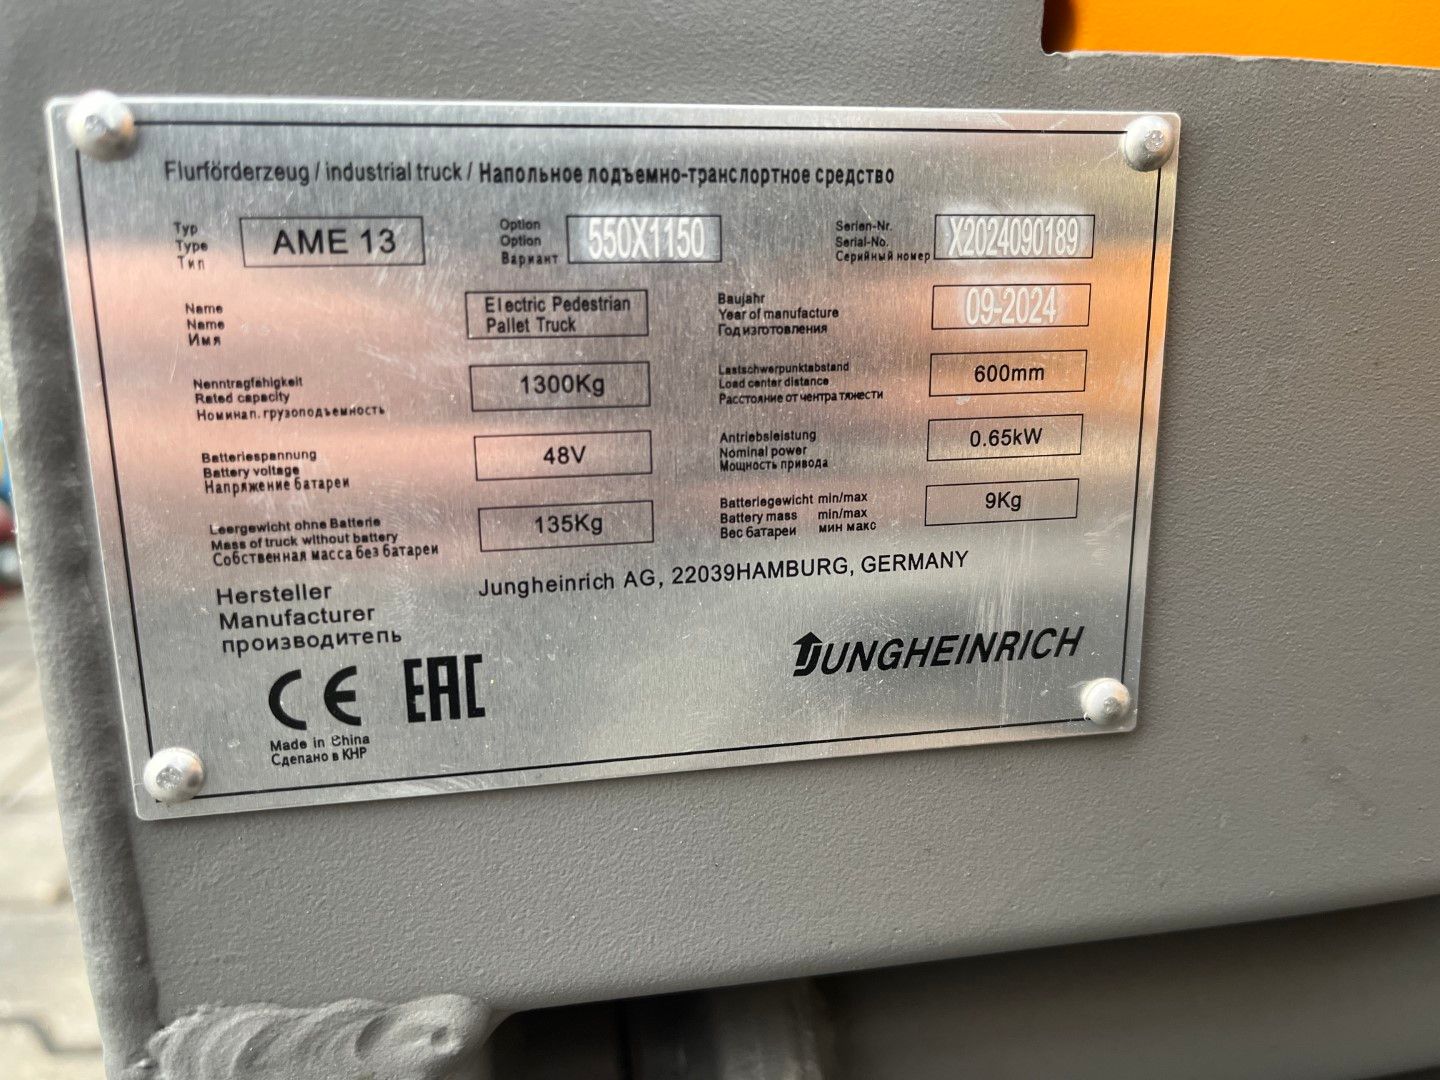 Flurförderzeug / industrial truck / Напольное лодъемно-транслортное средство
Typ
Type
Тип
AME 13
Option
Option
Вариант
550X1150
Serien-Nr.
Serial-No.
Серийный номер
X2024090189
Name
Name
Имя
Electric Pedestrian
Pallet Truck
Baujahr
Year of manufacture
Год изготовления
09-2024
Nenntragfähigkeit
Rated capacity
Номинал. грузоподъемность
1300Kg
Lastschwerpunktabstand
Load center distance
Расстояние от чентра тяжести
600mm
Batteriespannung
Battery voltage
Напряжение батареи
48V
Antriebsleistung
Nominal power
Мощность привода
0.65kW
Leergewicht ohne Batterie
Mass of truck without battery
Собственная масса без батареи
135Kg
Batteriegewicht min/max
Battery mass min/max
Вес батареи мин макс
9Kg
Hersteller
Manufacturer
производитель
Jungheinrich AG, 22039HAMBURG, GERMANY
JUNGHEINRICH
CE EAC
Made in China
Сделано в КНР